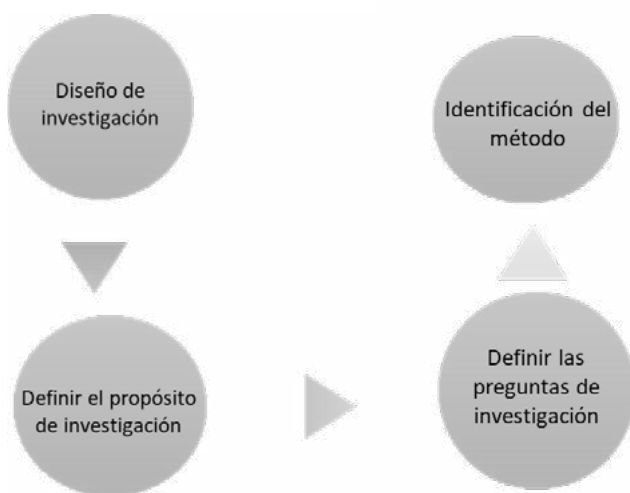 Diseño de
investigación
Definir el propósito
de investigación
Definir las
preguntas de
investigación
Identificación del
método